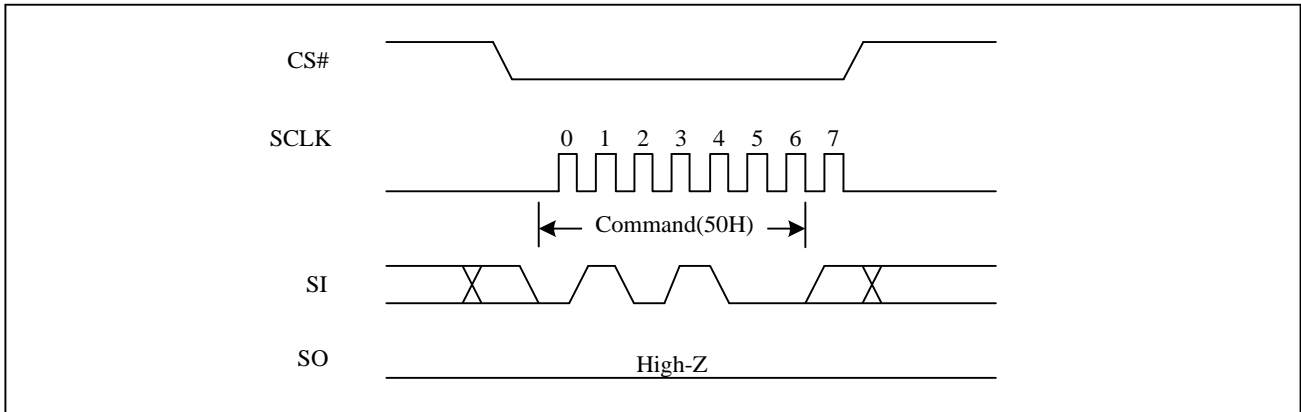 CS#
SCLK
0 1 2 3 4 5 6 7
Command(50H)
SI
SO
High-Z